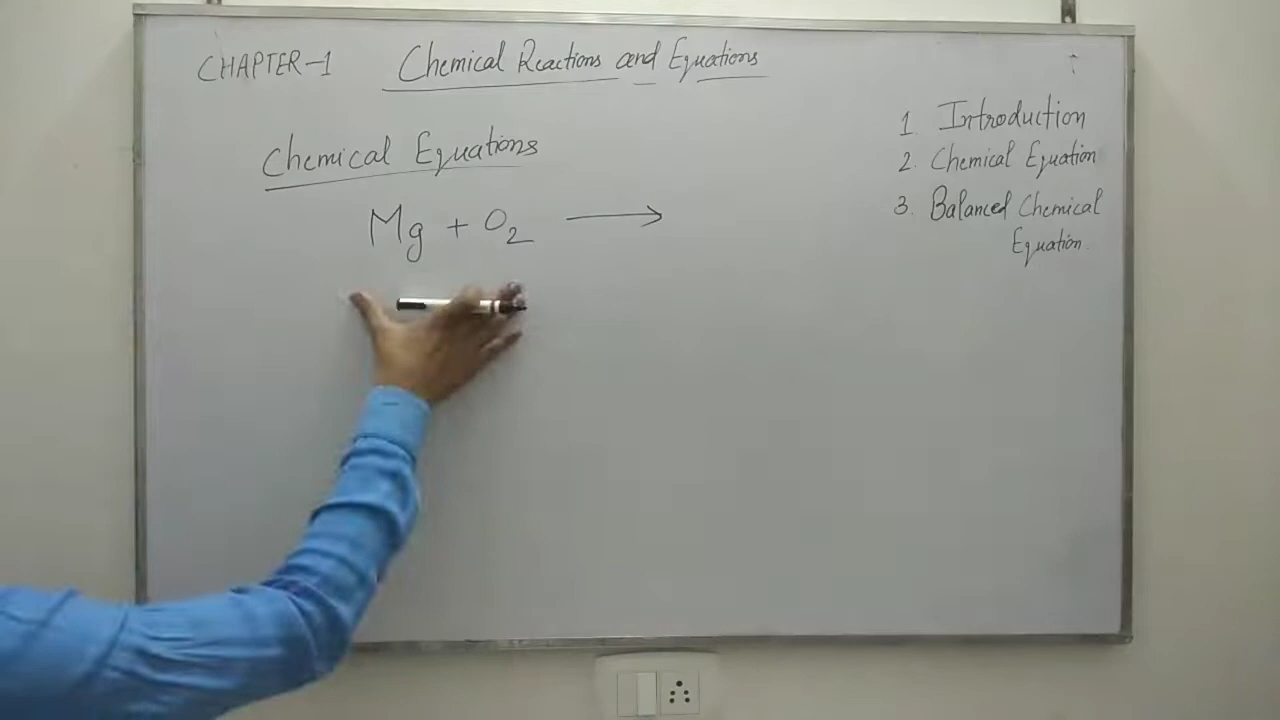 CHAPTER-1 Chemical Reactions and Equations
Chemical Equations
Mg + O₂ ⟶
1. Introduction
2. Chemical Equation
3. Balanced Chemical
Equation.